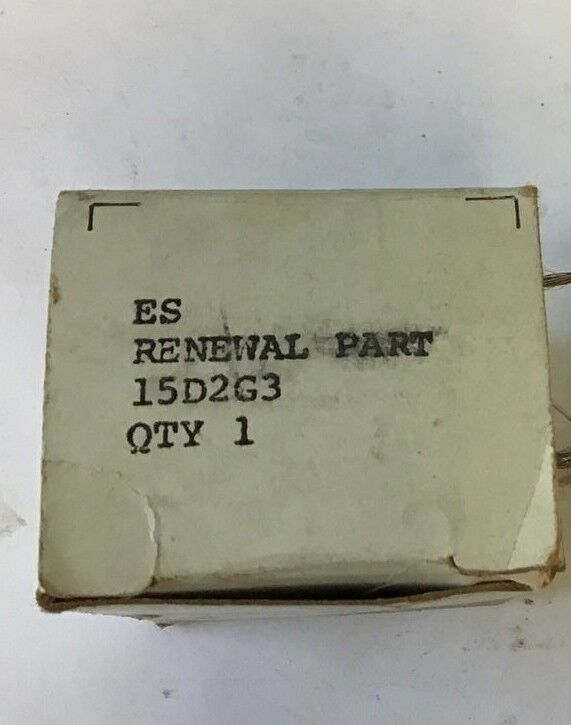 ES
RENEWAL PART
15D2G3
QTY 1